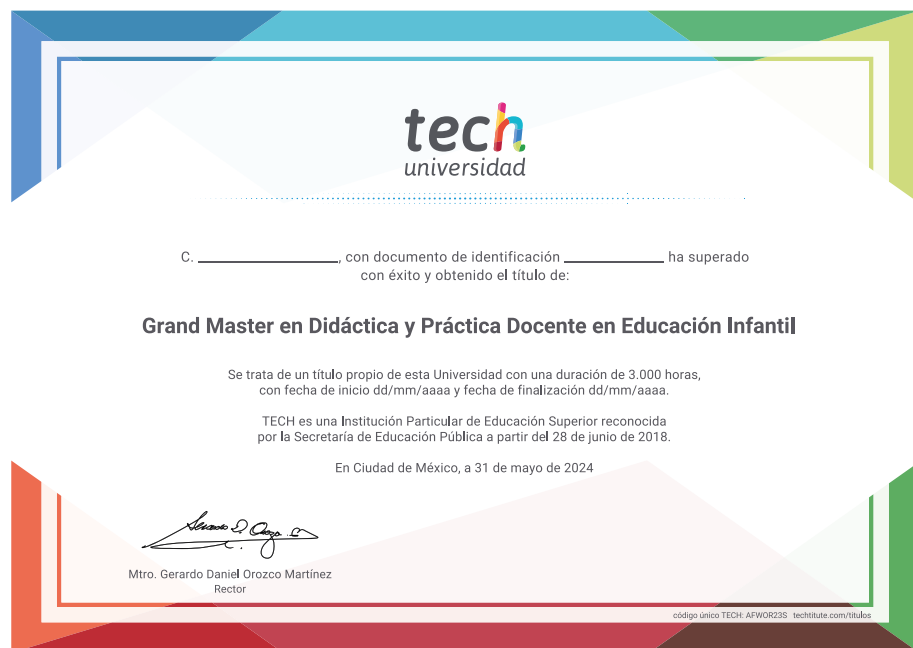 tech
universidad
C. ____________, con documento de identificación ____________ ha superado
con éxito y obtenido el título de:
Grand Master en Didáctica y Práctica Docente en Educación Infantil
Se trata de un título propio de esta Universidad con una duración de 3.000 horas,
con fecha de inicio dd/mm/aaaa y fecha de finalización dd/mm/aaaa.
TECH es una Institución Particular de Educación Superior reconocida
por la Secretaría de Educación Pública a partir del 28 de junio de 2018.
En Ciudad de México, a 31 de mayo de 2024
Mtro. Gerardo Daniel Orozco Martínez
Rector
código único TECH: AFWOR23S techtitute.com/titulos